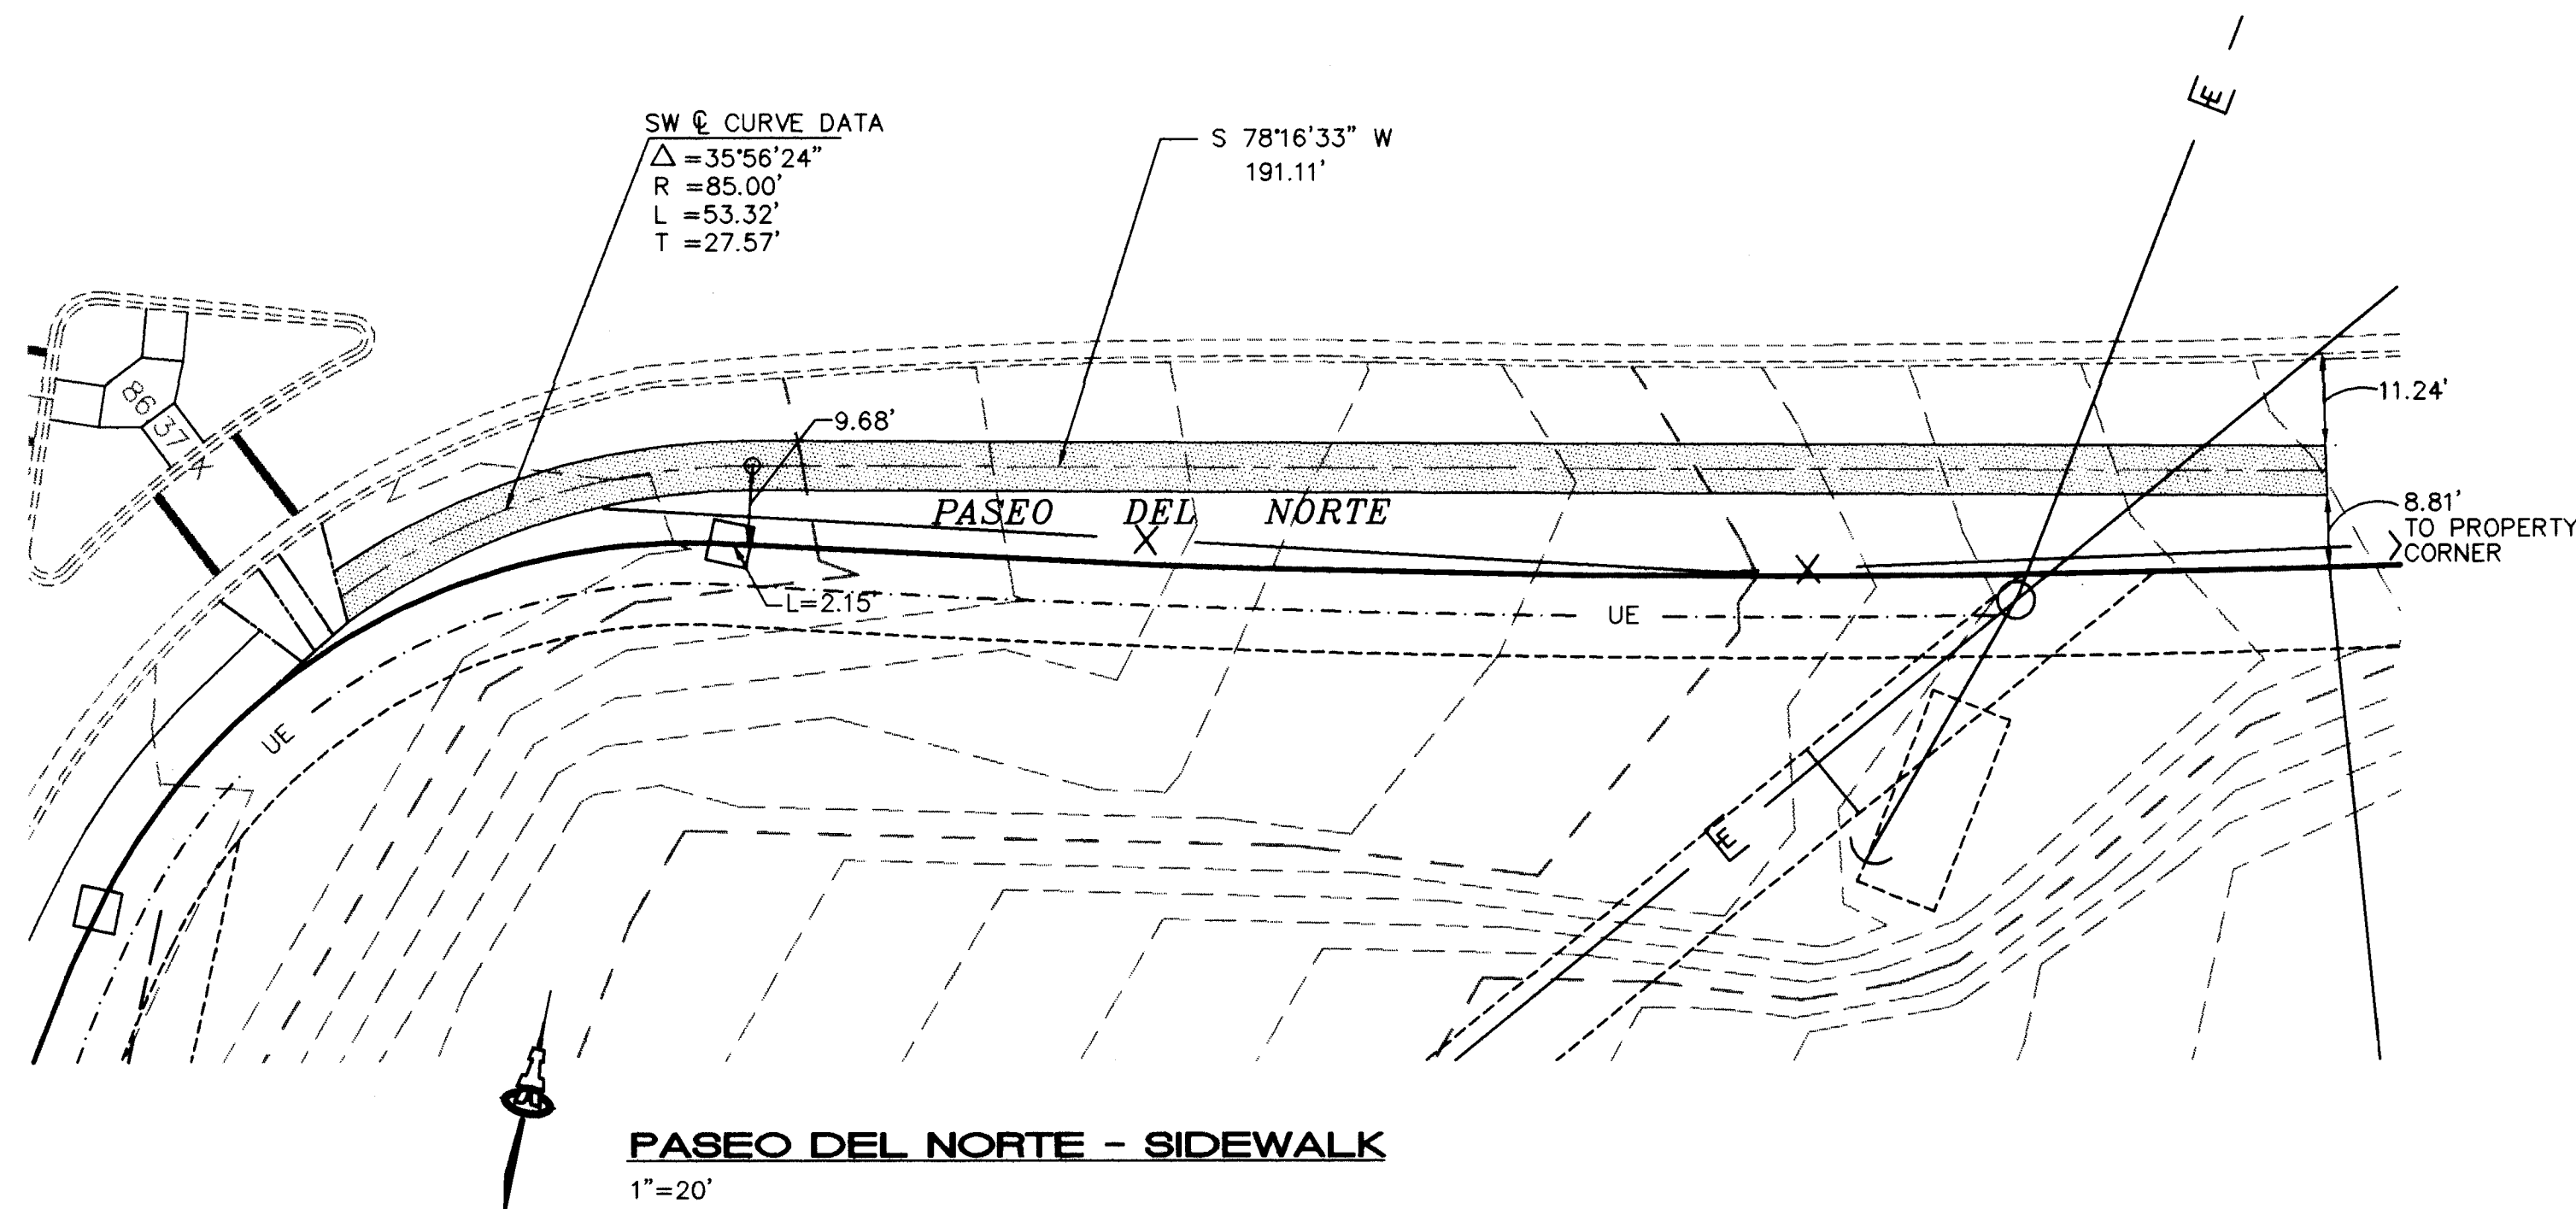 SW ℄ CURVE DATA
△ =35°56'24"
R =85.00'
L =53.32'
T =27.57'
S 78°16'33" W
191.11'
E
86
37
9.68'
11.24'
PASEO DEL NORTE
8.81'
TO PROPERTY
CORNER
X
X
L=2.15'
UE
UE
E
PASEO DEL NORTE - SIDEWALK
1"=20'